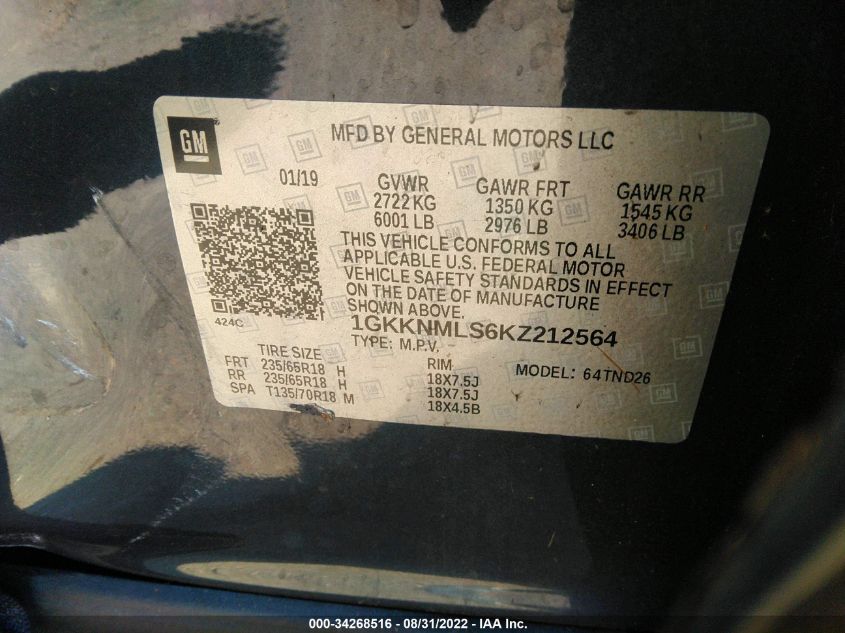 GM
MFD BY GENERAL MOTORS LLC
01/19
GVWR
2722 KG
6001 LB
GAWR FRT
1350 KG
2976 LB
GAWR RR
1545 KG
3406 LB
THIS VEHICLE CONFORMS TO ALL
APPLICABLE U.S. FEDERAL MOTOR
VEHICLE SAFETY STANDARDS IN EFFECT
ON THE DATE OF MANUFACTURE
SHOWN ABOVE.
424C
1GKKNMLS6KZ212564
TYPE: M.P.V.
MODEL: 64TND26
TIRE SIZE RIM
FRT 235/65R18 H 18X7.5J
RR 235/65R18 H 18X7.5J
SPA T135/70R18 M 18X4.5B
000-34268516 - 08/31/2022 - IAA Inc.